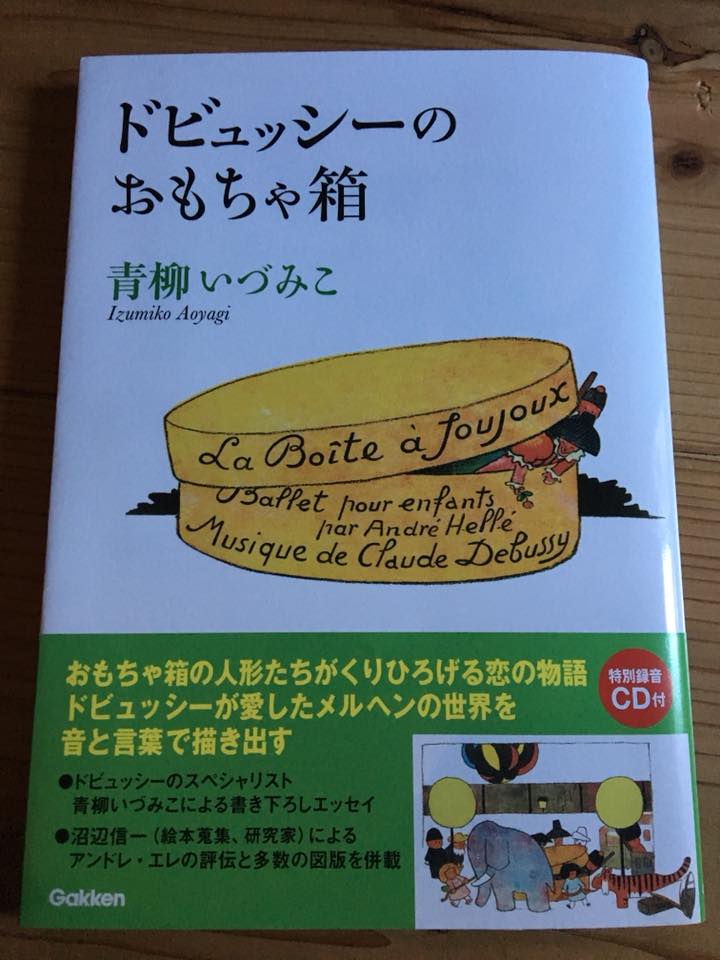 ドビュッシーの
おもちゃ箱
青柳いづみこ
Izumiko Aoyagi
La Boîte à Joujoux
Ballet pour enfants
par André Hellé
Musique de Claude Debussy
おもちゃ箱の人形たちがくりひろげる恋の物語
ドビュッシーが愛したメルヘンの世界を
音と言葉で描き出す
特別録音
CD付
●ドビュッシーのスペシャリスト
青柳いづみこによる書き下ろしエッセイ
●沼辺信一（絵本蒐集、研究家）による
アンドレ・エレの評伝と多数の図版を併載
Gakken